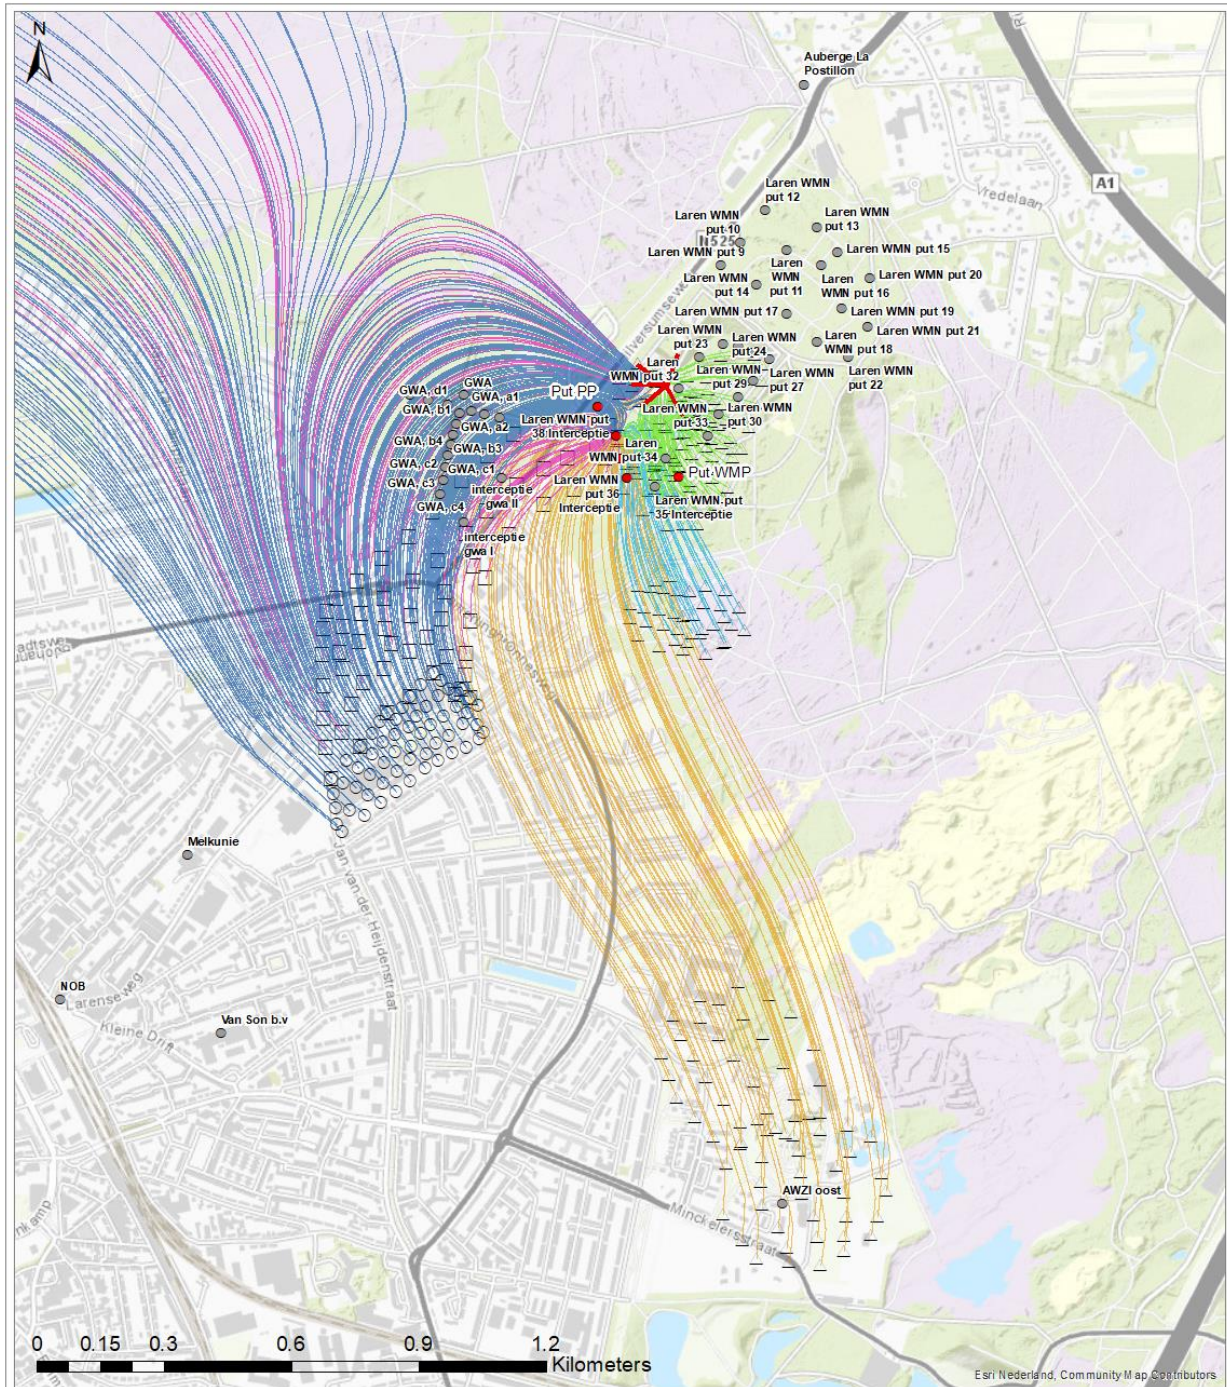 N
Auberge La
Postillon
A1
Vredelaan
Laren WMN
put 12
Laren WMN
put 10
Laren WMN
put 13
N525
Laren WMN put 9
Laren WMN put 15
Laren WMN
put 14
Laren
WMN
put 11
Laren
WMN put 16
Laren WMN put 20
Laren WMN put 17
Laren WMN put 19
Laren WMN put 21
Laren WMN
put 23
Laren WMN
put 24
Laren
WMN put 18
Laren
WMN put 32
Laren WMN
put 29
Laren WMN
put 27
Laren WMN
put 22
GWA, d1
GWA
GWA, a1
Put PP
GWA, b1
GWA, a2
Laren WMN put
38 Interceptie
Laren WMN
put 33
Laren WMN
put 30
GWA, b4
GWA, b3
Laren
WMN put 34
GWA, c2
GWA, c1
GWA, c3
Put WMP
interceptie
gwa II
Laren WMN
put 36
Interceptie
GWA, c4
Laren WMN put
35 Interceptie
interceptie
gwa I
Melkunie
Jan van der Heijdenstraat
NOB
Larenseweg
Kleine Drift
Van Son b.v
AWZI oost
Minckelersstraat
0 0.15 0.3 0.6 0.9 1.2
Kilometers
Esri Nederland, Community Map Contributors